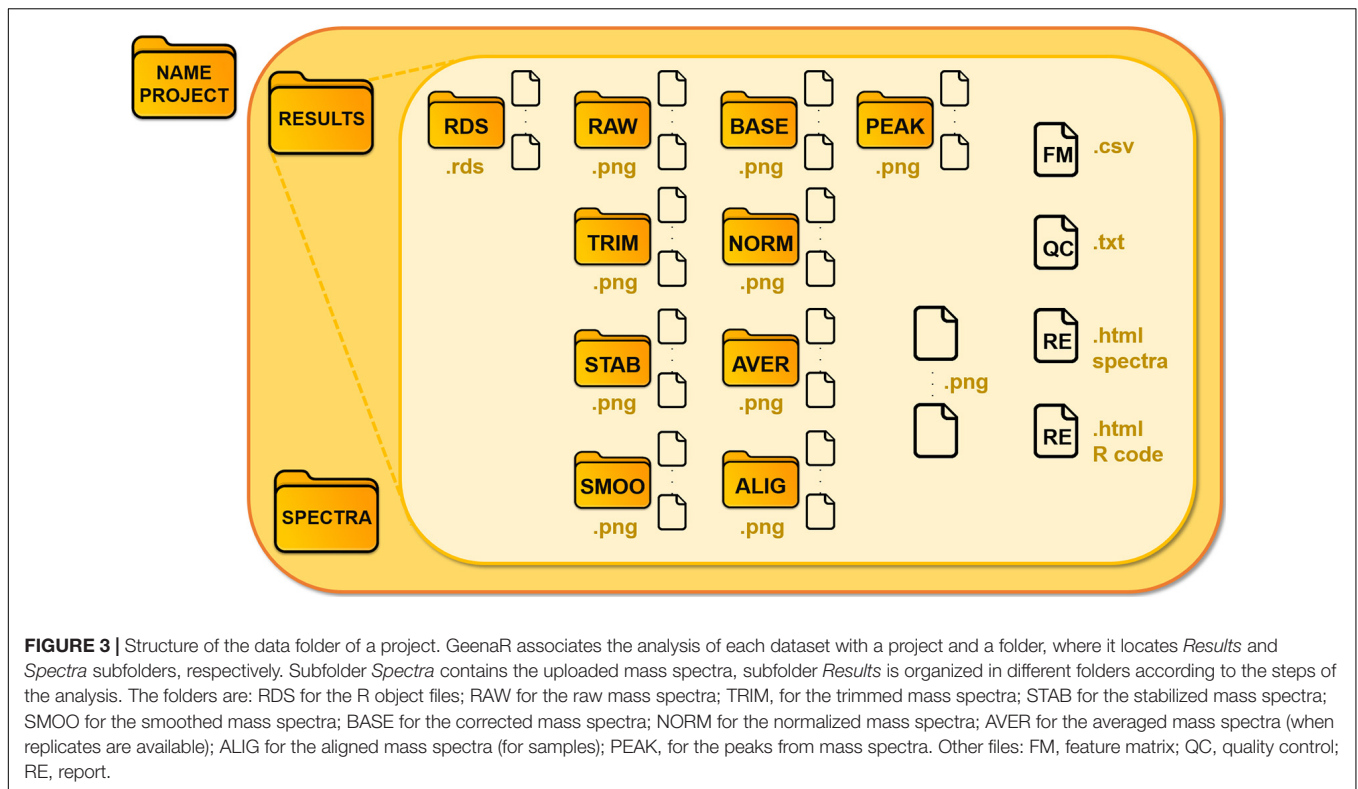 NAME
PROJECT
RESULTS
SPECTRA
RDS
.rds
RAW
.png
BASE
.png
PEAK
.png
TRIM
.png
NORM
.png
STAB
.png
AVER
.png
SMOO
.png
ALIG
.png
.png
FM
.csv
QC
.txt
RE
.html
spectra
RE
.html
R code
FIGURE 3 | Structure of the data folder of a project. GeenaR associates the analysis of each dataset with a project and a folder, where it locates Results and
Spectra subfolders, respectively. Subfolder Spectra contains the uploaded mass spectra, subfolder Results is organized in different folders according to the steps of
the analysis. The folders are: RDS for the R object files; RAW for the raw mass spectra; TRIM, for the trimmed mass spectra; STAB for the stabilized mass spectra;
SMOO for the smoothed mass spectra; BASE for the corrected mass spectra; NORM for the normalized mass spectra; AVER for the averaged mass spectra (when
replicates are available); ALIG for the aligned mass spectra (for samples); PEAK, for the peaks from mass spectra. Other files: FM, feature matrix; QC, quality control;
RE, report.